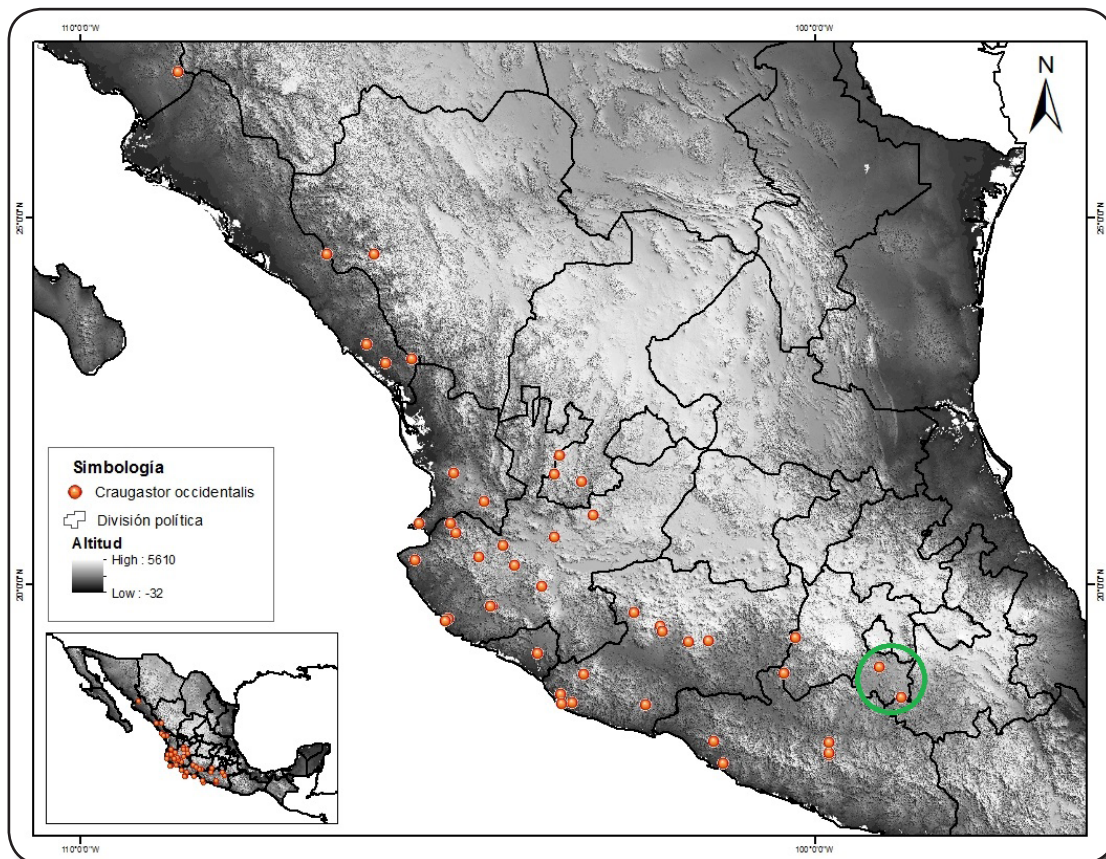 110°0'0"W
100°0'0"W
N
25°0'0"N
25°0'0"N
Simbología
Craugastor occidentalis
División política
Altitud
High : 5610
Low : -32
20°0'0"N
20°0'0"N
110°0'0"W
100°0'0"W